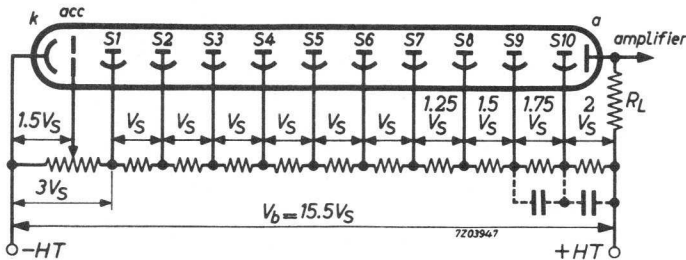 k acc S1 S2 S3 S4 S5 S6 S7 S8 S9 S10 a amplifier
1.25 1.5 1.75 2 RL
1.5VS VS VS VS VS VS VS VS VS VS VS
3VS
Vb=15.5VS
7Z03947
-HT +HT